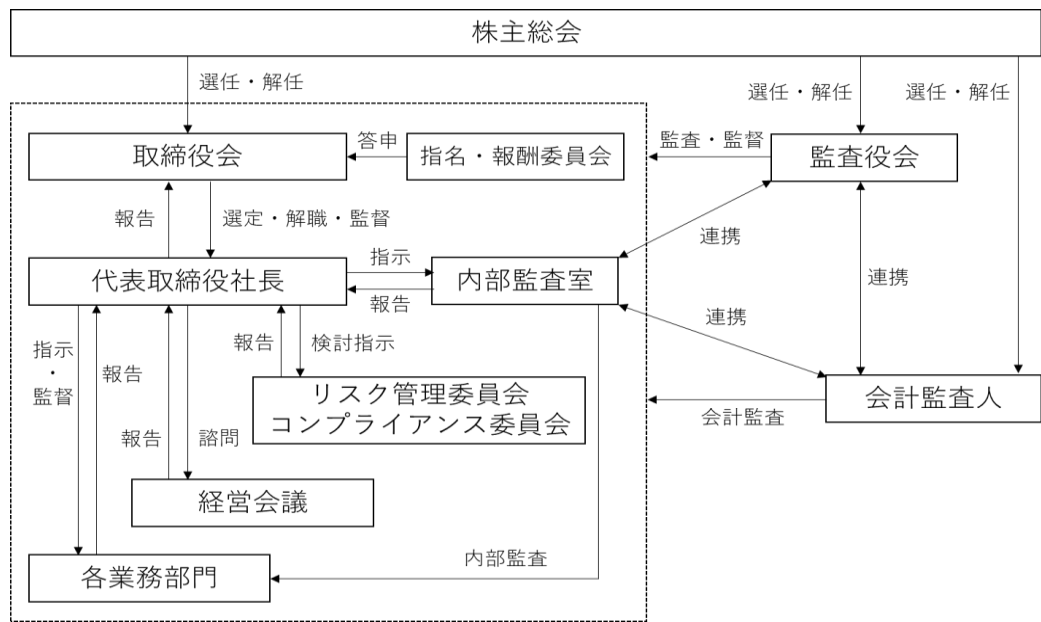 株主総会
選任・解任
選任・解任
選任・解任
取締役会
答申
指名・報酬委員会
監査・監督
監査役会
報告
選定・解職・監督
連携
連携
代表取締役社長
指示
報告
内部監査室
連携
指示
・
監督
報告
報告
検討指示
リスク管理委員会
コンプライアンス委員会
会計監査
会計監査人
報告
諮問
経営会議
内部監査
各業務部門